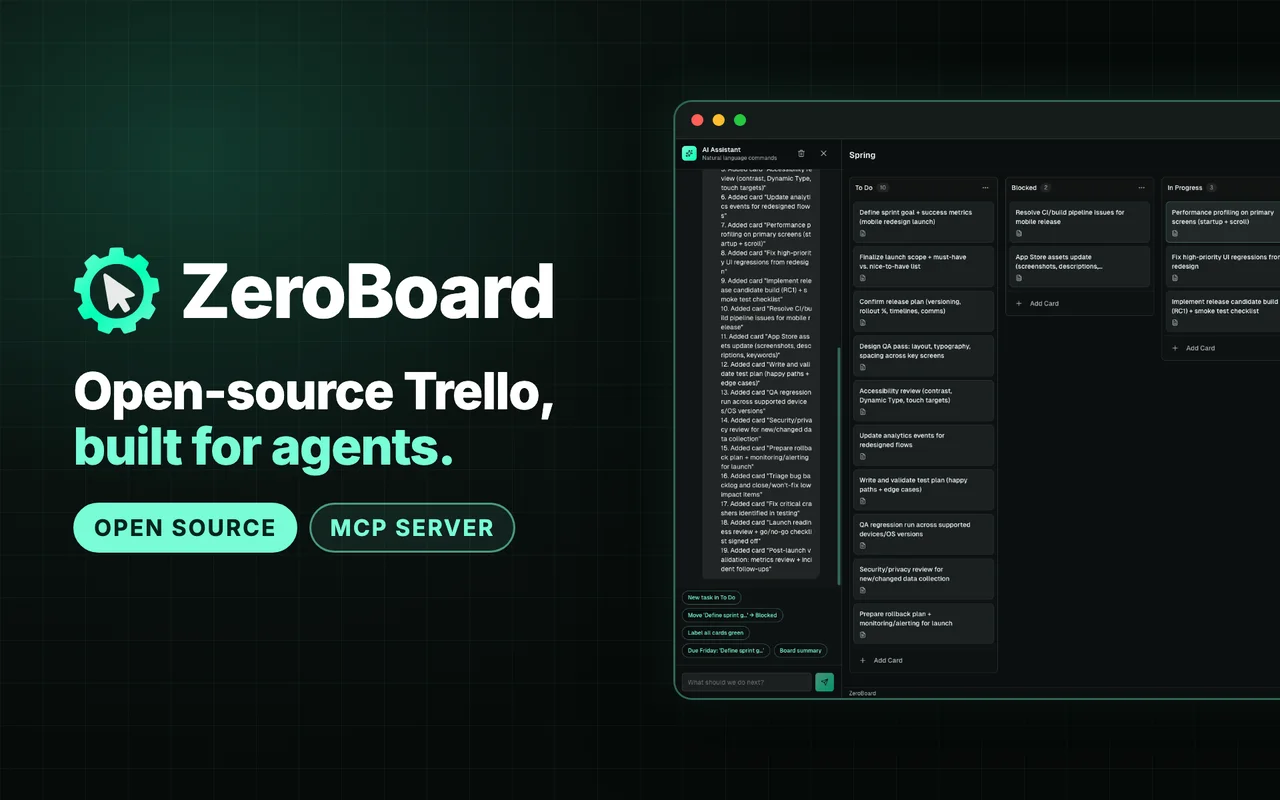 ZeroBoard
Open-source Trello,
built for agents.
OPEN SOURCE
MCP SERVER
AI Assistant
Natural language commands
view (contrast, Dynamic Type,
touch targets)"
6. Added card "Update analyti
cs events for redesigned flow
s"
7. Added card "Performance p
rofiling on primary screens (st
artup + scroll)"
8. Added card "Fix high-priorit
y UI regressions from redesig
n"
9. Added card "Implement rele
ase candidate build (RC1) + s
moke test checklist"
10. Added card "Resolve CI/bu
ild pipeline issues for mobile r
elease"
11. Added card "App Store ass
ets update (screenshots, desc
riptions, keywords)"
12. Added card "Write and vali
date test plan (happy paths +
edge cases)"
13. Added card "QA regression
run across supported device
s/OS versions"
14. Added card "Security/priva
cy review for new/changed da
ta collection"
15. Added card "Prepare rollba
ck plan + monitoring/alerting
for launch"
16. Added card "Triage bug ba
cklog and close/won't-fix low
impact items"
17. Added card "Fix critical cra
shers identified in testing"
18. Added card "Launch readin
ess review + go/no-go checkli
st signed off"
19. Added card "Post-launch v
alidation: metrics review + inci
dent follow-ups"
New task in To Do
Move 'Define sprint g…' → Blocked
Label all cards green
Due Friday: 'Define sprint g…'
Board summary
What should we do next?
Spring
To Do 10
Define sprint goal + success metrics
(mobile redesign launch)
Finalize launch scope + must-have
vs. nice-to-have list
Confirm release plan (versioning,
rollout %, timelines, comms)
Design QA pass: layout, typography,
spacing across key screens
Accessibility review (contrast,
Dynamic Type, touch targets)
Update analytics events for
redesigned flows
Write and validate test plan (happy
paths + edge cases)
QA regression run across supported
devices/OS versions
Security/privacy review for
new/changed data collection
Prepare rollback plan +
monitoring/alerting for launch
+ Add Card
Blocked 2
Resolve CI/build pipeline issues for
mobile release
App Store assets update
(screenshots, descriptions,…
+ Add Card
In Progress 3
Performance profiling on primary
screens (startup + scroll)
Fix high-priority UI regressions from
redesign
Implement release candidate build
(RC1) + smoke test checklist
+ Add Card
ZeroBoard